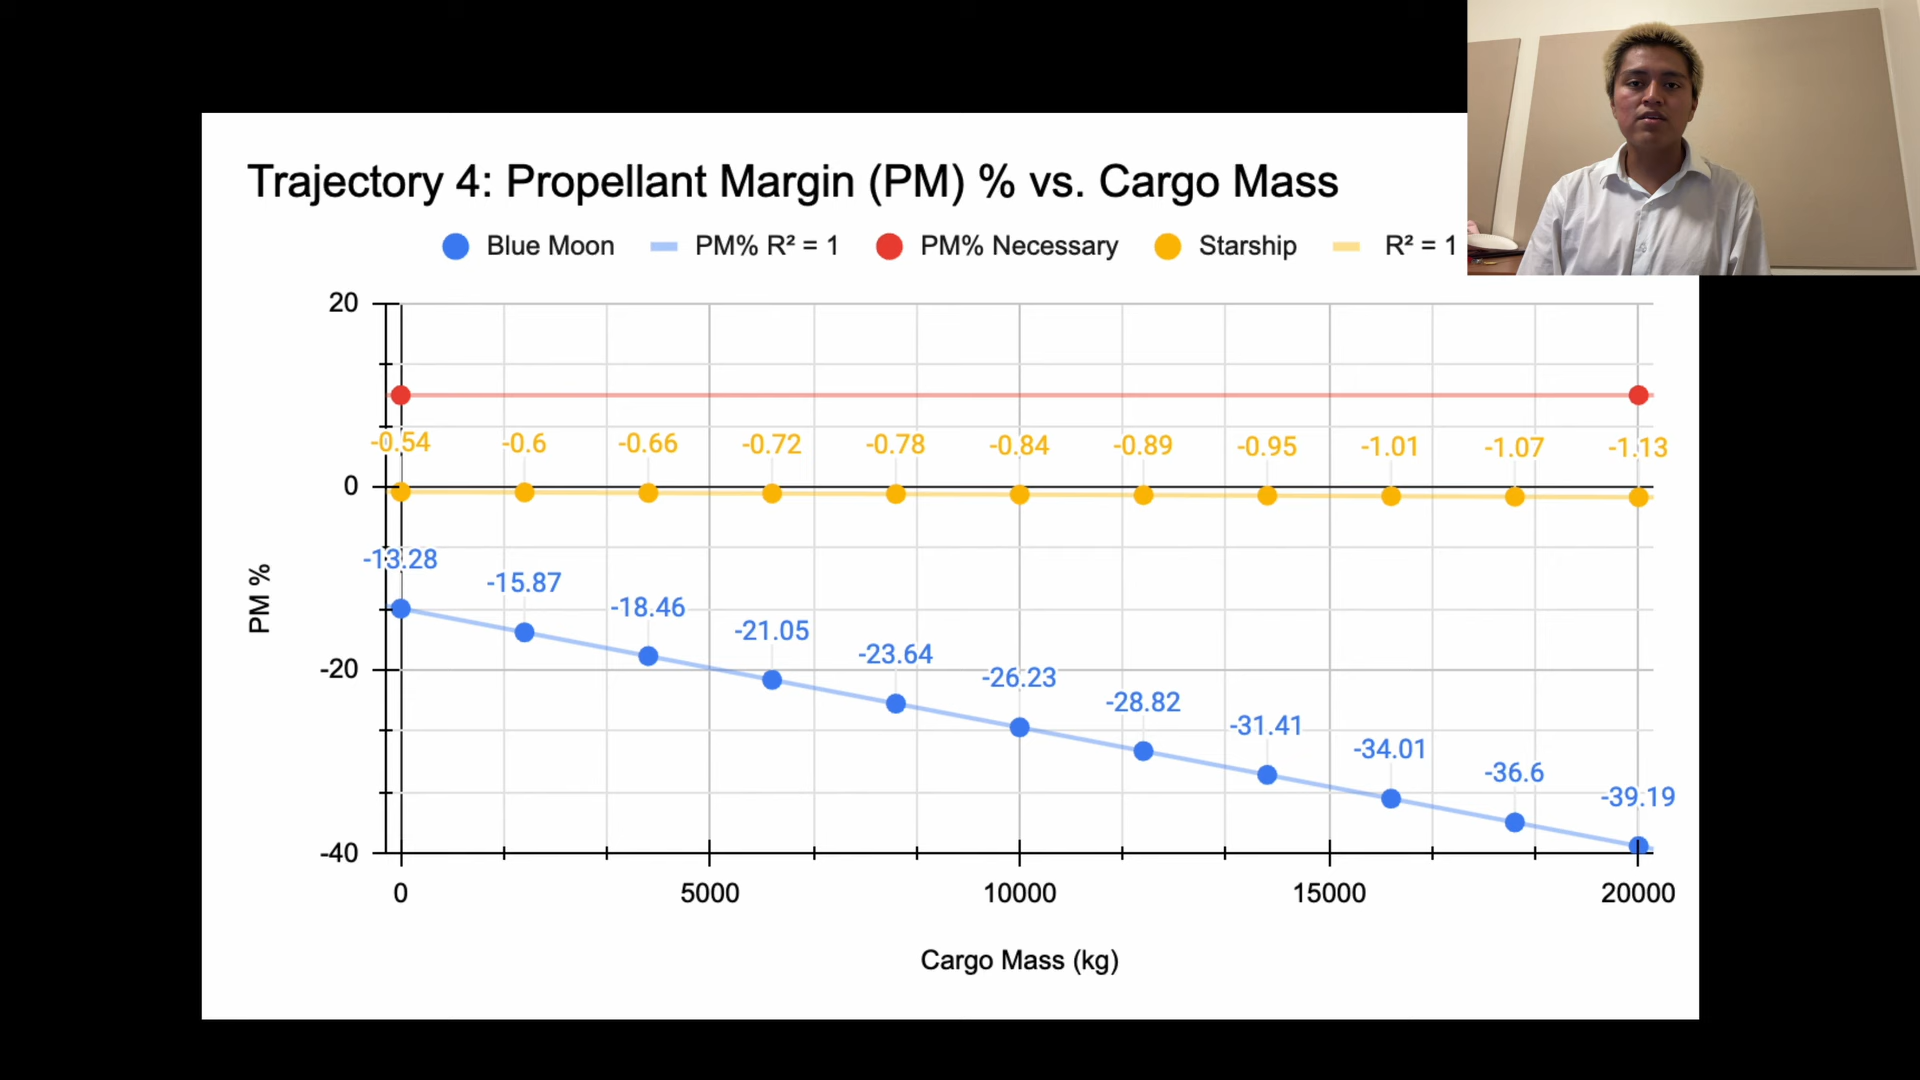 Trajectory 4: Propellant Margin (PM) % vs. Cargo Mass
Blue Moon PM% R² = 1 PM% Necessary Starship R² = 1
20
-0.54 -0.6 -0.66 -0.72 -0.78 -0.84 -0.89 -0.95 -1.01 -1.07 -1.13
0
-13.28
-15.87
-18.46
-21.05
-23.64
-26.23
-28.82
-31.41
-34.01
-36.6
-39.19
PM %
-20
-40
0 5000 10000 15000 20000
Cargo Mass (kg)